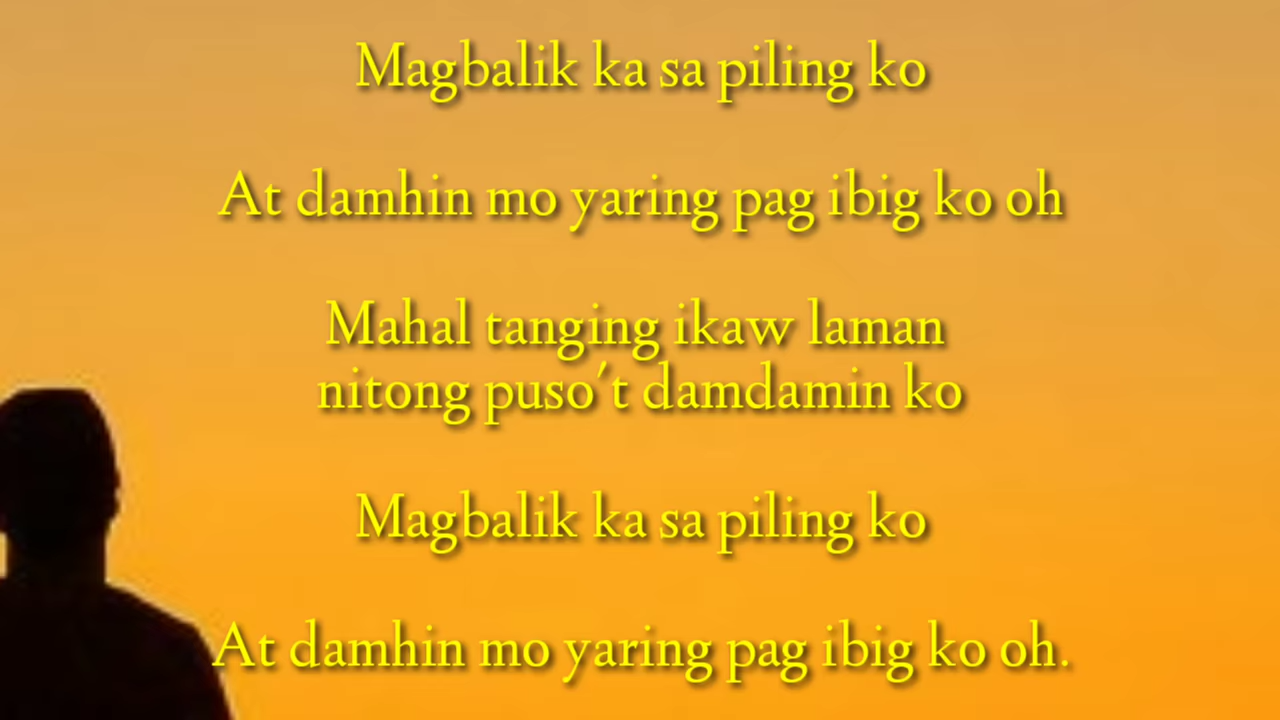 Magbalik ka sa piling ko
At damhin mo yaring pag ibig ko oh
Mahal tanging ikaw laman
nitong puso't damdamin ko
Magbalik ka sa piling ko
At damhin mo yaring pag ibig ko oh.